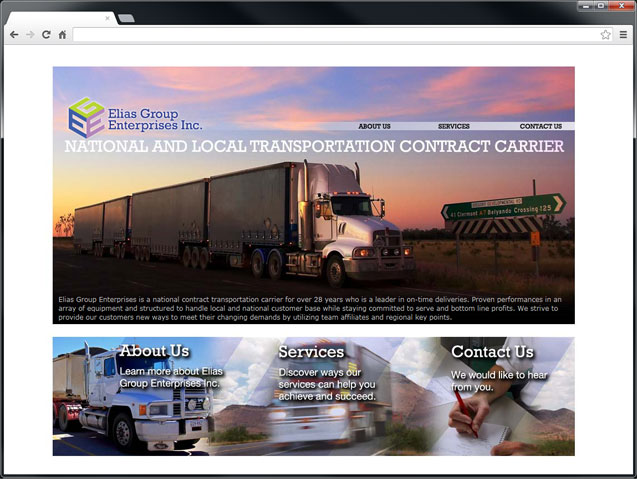 Elias Group
Enterprises Inc.
ABOUT US SERVICES CONTACT US
NATIONAL AND LOCAL TRANSPORTATION CONTRACT CARRIER
41 Clermont A7 Belyando Crossing 125
Elias Group Enterprises is a national contract transportation carrier for over 28 years who is a leader in on-time deliveries. Proven performances in an
array of equipment and structured to handle local and national customer base while staying committed to serve and bottom line profits. We strive to
provide our customers new ways to meet their changing demands by utilizing team affiliates and regional key points.
About Us
Learn more about Elias
Group Enterprises Inc.
Services
Discover ways our
services can help you
achieve and succeed.
Contact Us
We would like to hear
from you.